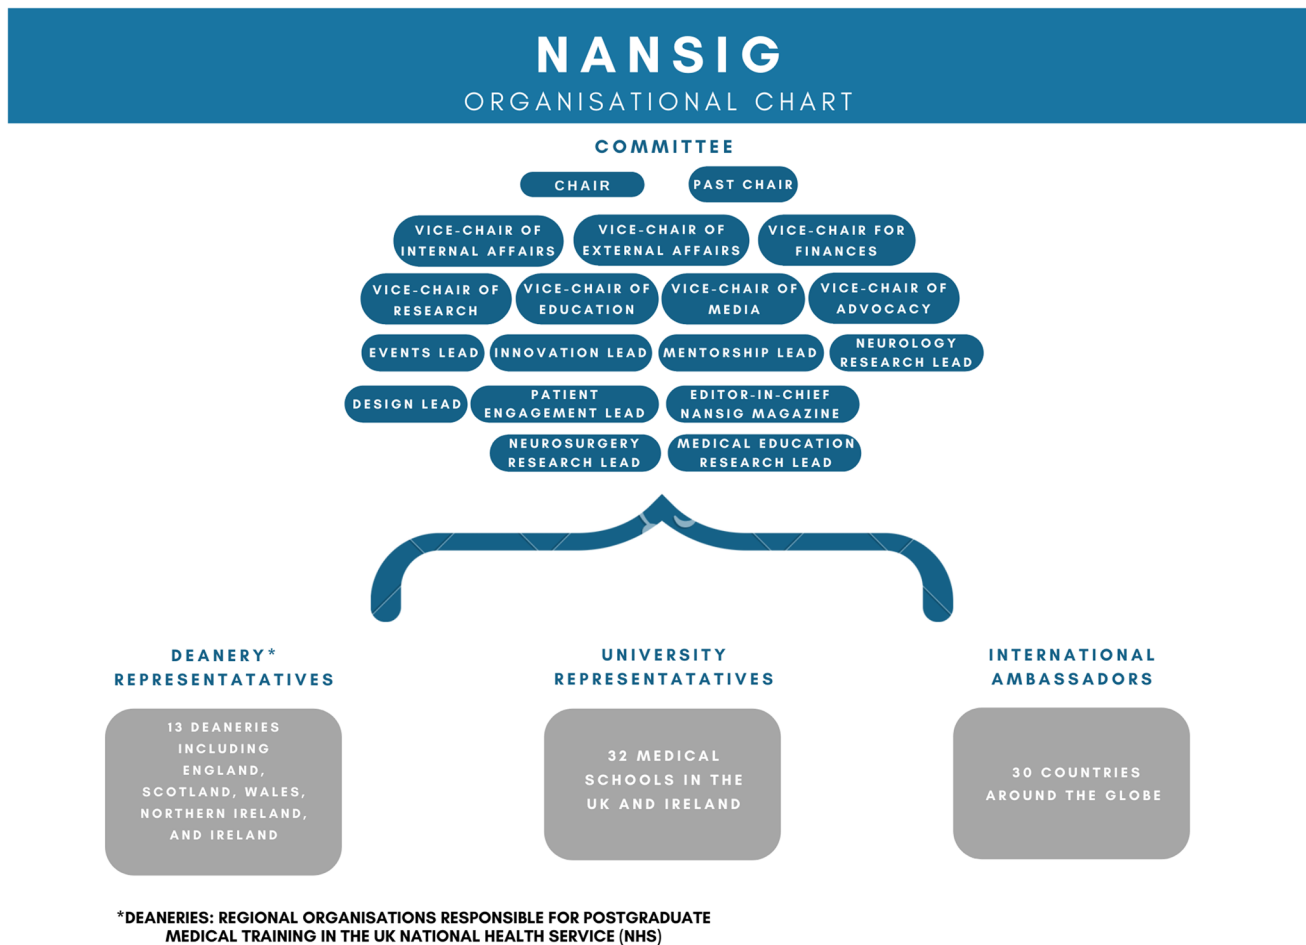 NANSIG
ORGANISATIONAL CHART
COMMITTEE
CHAIR
PAST CHAIR
VICE-CHAIR OF
INTERNAL AFFAIRS
VICE-CHAIR OF
EXTERNAL AFFAIRS
VICE-CHAIR FOR
FINANCES
VICE-CHAIR OF
RESEARCH
VICE-CHAIR OF
EDUCATION
VICE-CHAIR OF
MEDIA
VICE-CHAIR OF
ADVOCACY
EVENTS LEAD
INNOVATION LEAD
MENTORSHIP LEAD
NEUROLOGY
RESEARCH LEAD
DESIGN LEAD
PATIENT
ENGAGEMENT LEAD
EDITOR-IN-CHIEF
NANSIG MAGAZINE
NEUROSURGERY
RESEARCH LEAD
MEDICAL EDUCATION
RESEARCH LEAD
DEANERY*
REPRESENTATATIVES
13 DEANERIES
INCLUDING
ENGLAND,
SCOTLAND, WALES,
NORTHERN IRELAND,
AND IRELAND
UNIVERSITY
REPRESENTATATIVES
32 MEDICAL
SCHOOLS IN THE
UK AND IRELAND
INTERNATIONAL
AMBASSADORS
30 COUNTRIES
AROUND THE GLOBE
*DEANERIES: REGIONAL ORGANISATIONS RESPONSIBLE FOR POSTGRADUATE
MEDICAL TRAINING IN THE UK NATIONAL HEALTH SERVICE (NHS)